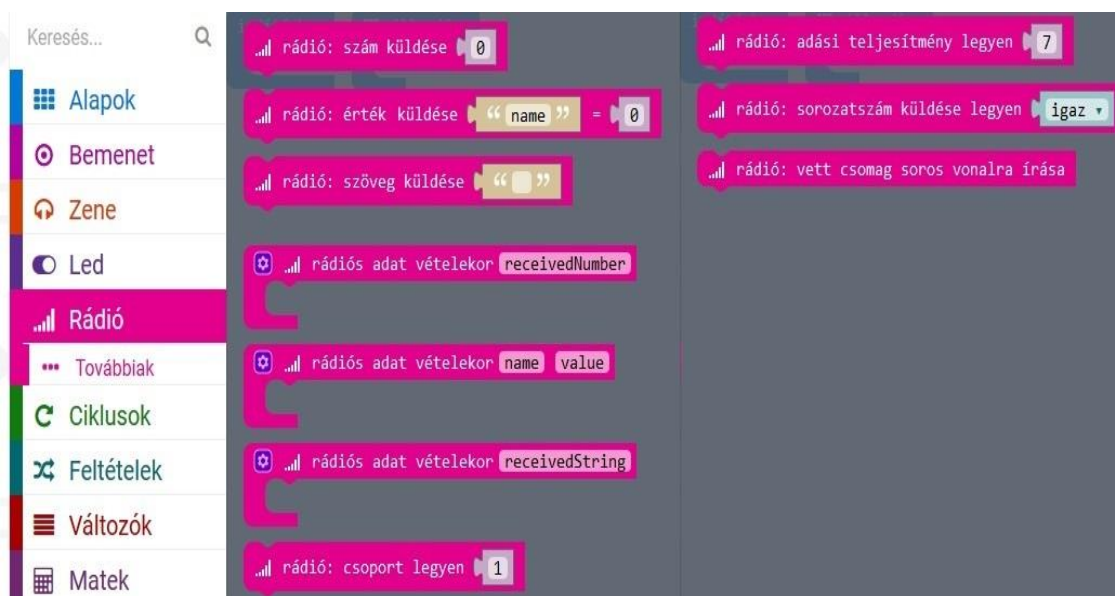 Keresés...
Alapok
Bemenet
Zene
Led
Rádió
Továbbiak
Ciklusok
Feltételek
Változók
Matek
rádió: szám küldése 0
rádió: érték küldése “ name ” = 0
rádió: szöveg küldése “ ”
rádiós adat vételekor receivedNumber
rádiós adat vételekor name value
rádiós adat vételekor receivedString
rádió: csoport legyen 1
rádió: adási teljesítmény legyen 7
rádió: sorozatszám küldése legyen igaz
rádió: vett csomag soros vonalra írása